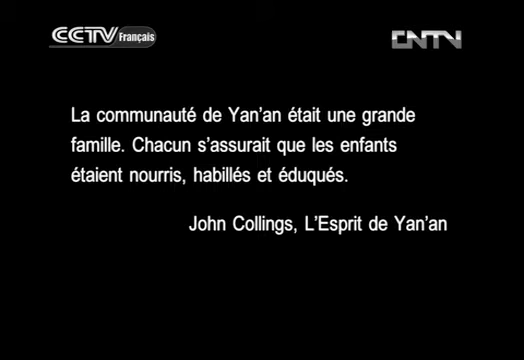 CCTV Français
CNTV
La communauté de Yan'an était une grande
famille. Chacun s'assurait que les enfants
étaient nourris, habillés et éduqués.
John Collings, L'Esprit de Yan'an